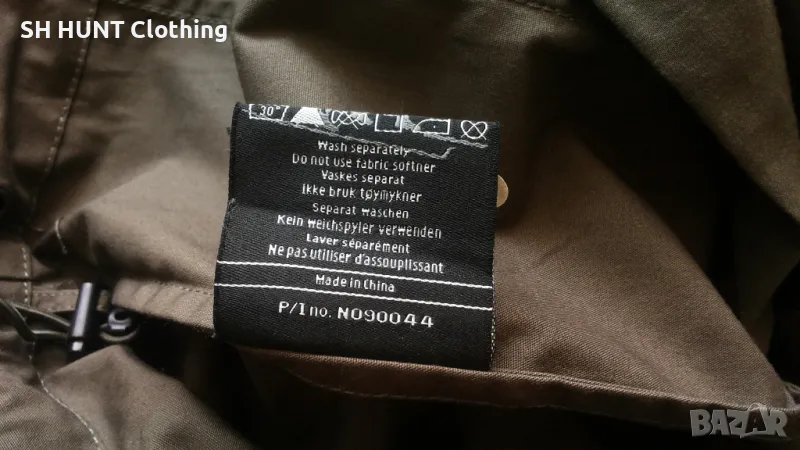 SH HUNT Clothing
30°
Wash separately
Do not use fabric softner
Vaskes separat
Ikke bruk tøymykner
Separat waschen
Kein weichspyler verwenden
Laver séparément
Ne pas utiliser d'assouplissant
Made in China
P/I no. N090044
BAZAR